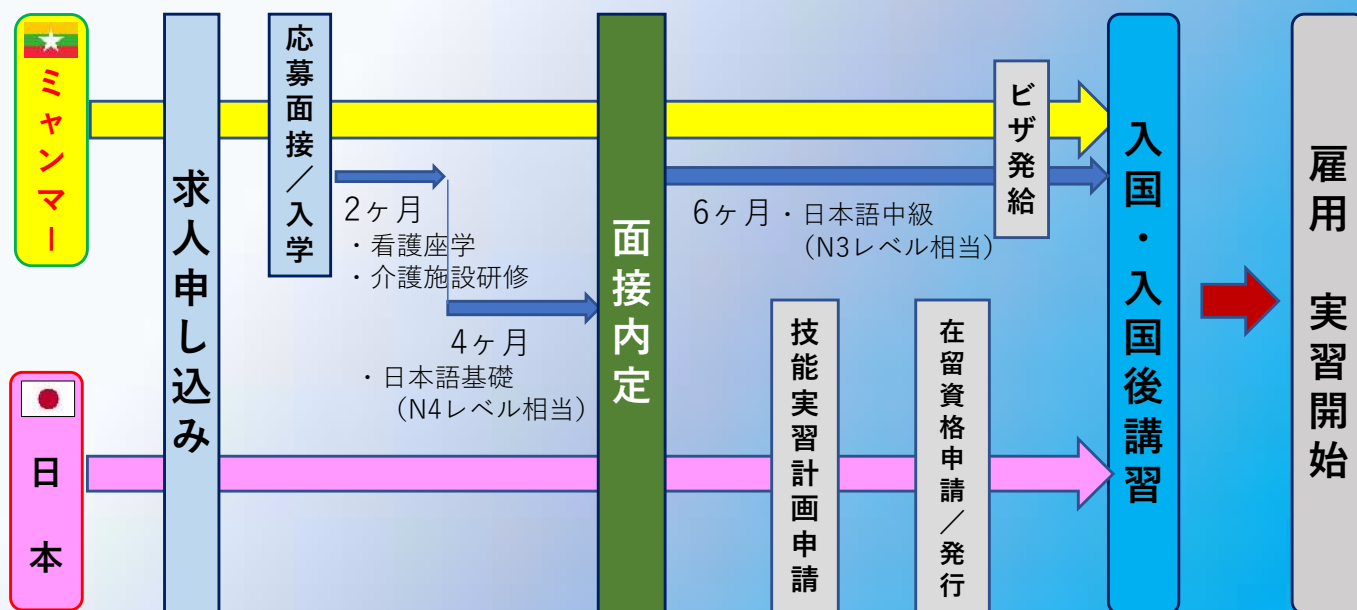 ミャンマー
日本
求人申し込み
応募面接／入学
2ヶ月
・看護座学
・介護施設研修
4ヶ月
・日本語基礎
（N4レベル相当）
面接内定
6ヶ月・日本語中級
（N3レベル相当）
技能実習計画申請
在留資格申請／発行
ビザ発給
入国・入国後講習
雇用　実習開始